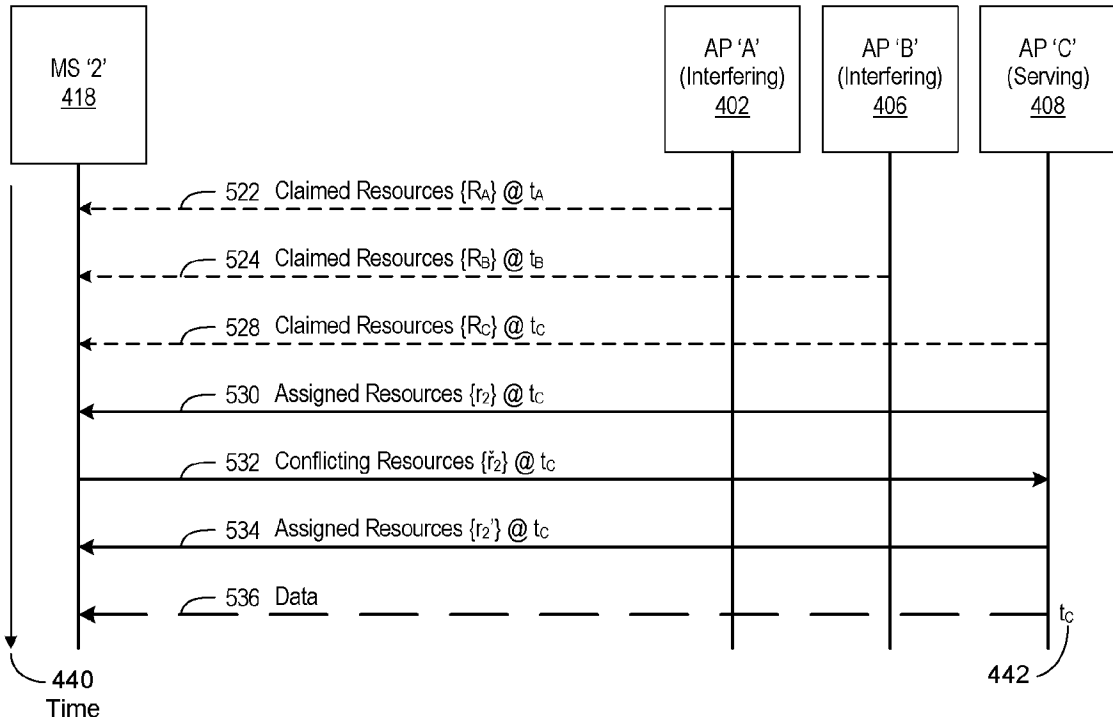 MS ‘2’
418
AP ‘A’
(Interfering)
402
AP ‘B’
(Interfering)
406
AP ‘C’
(Serving)
408
522 Claimed Resources {RA} @ tA
524 Claimed Resources {RB} @ tB
528 Claimed Resources {RC} @ tC
530 Assigned Resources {r2} @ tC
532 Conflicting Resources {ř2} @ tC
534 Assigned Resources {r2’} @ tC
536 Data
tC
440
Time
442